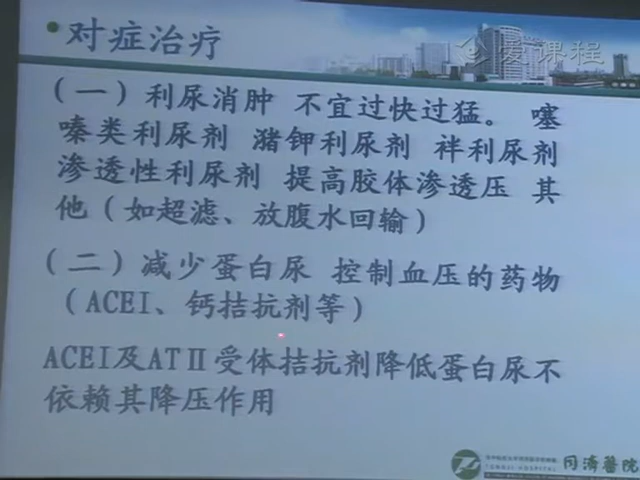 爱课程
对症治疗
（一）利尿消肿 不宜过快过猛。 噻
嗪类利尿剂 潴钾利尿剂 袢利尿剂
渗透性利尿剂 提高胶体渗透压 其
他（如超滤、放腹水回输）
（二）减少蛋白尿 控制血压的药物
（ACEI、钙拮抗剂等）
ACEI及ATⅡ受体拮抗剂降低蛋白尿不
依赖其降压作用
同濟醫院
TONGJI HOSPITAL